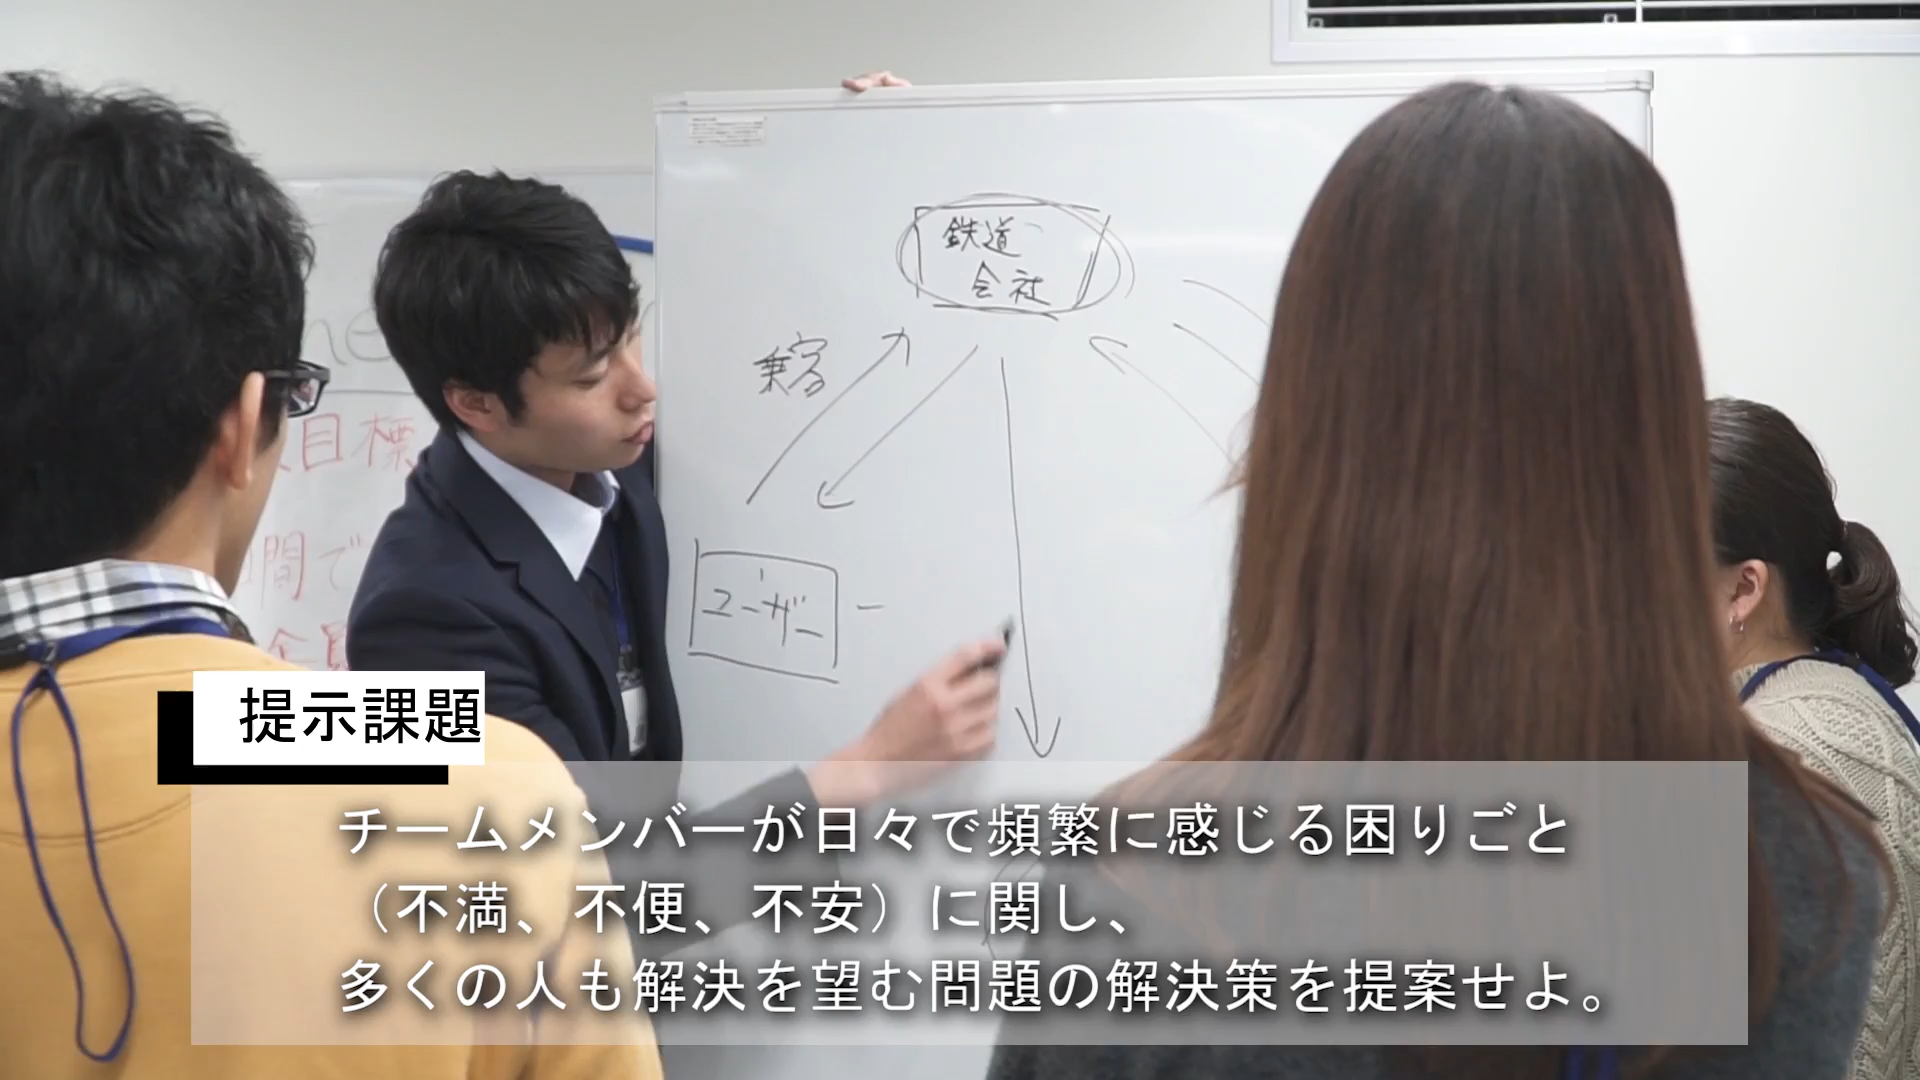 鉄道
会社
乗客
ユーザー
目標
間で
提示課題
チームメンバーが日々で頻繁に感じる困りごと
（不満、不便、不安）に関し、
多くの人も解決を望む問題の解決策を提案せよ。